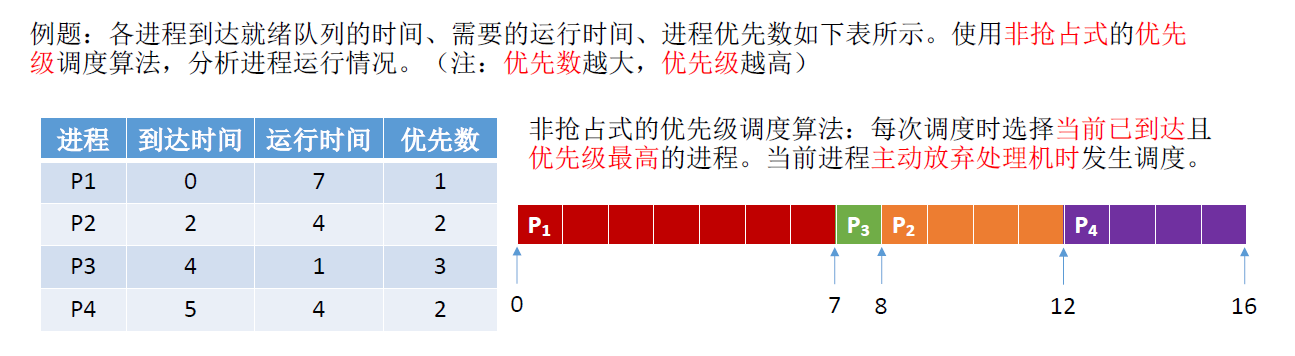 例题：各进程到达就绪队列的时间、需要的运行时间、进程优先数如下表所示。使用非抢占式的优先
级调度算法，分析进程运行情况。（注：优先数越大，优先级越高）
进程 到达时间 运行时间 优先数
P1 0 7 1
P2 2 4 2
P3 4 1 3
P4 5 4 2
非抢占式的优先级调度算法：每次调度时选择当前已到达且
优先级最高的进程。当前进程主动放弃处理机时发生调度。
P1 P3 P2 P4
0 7 8 12 16